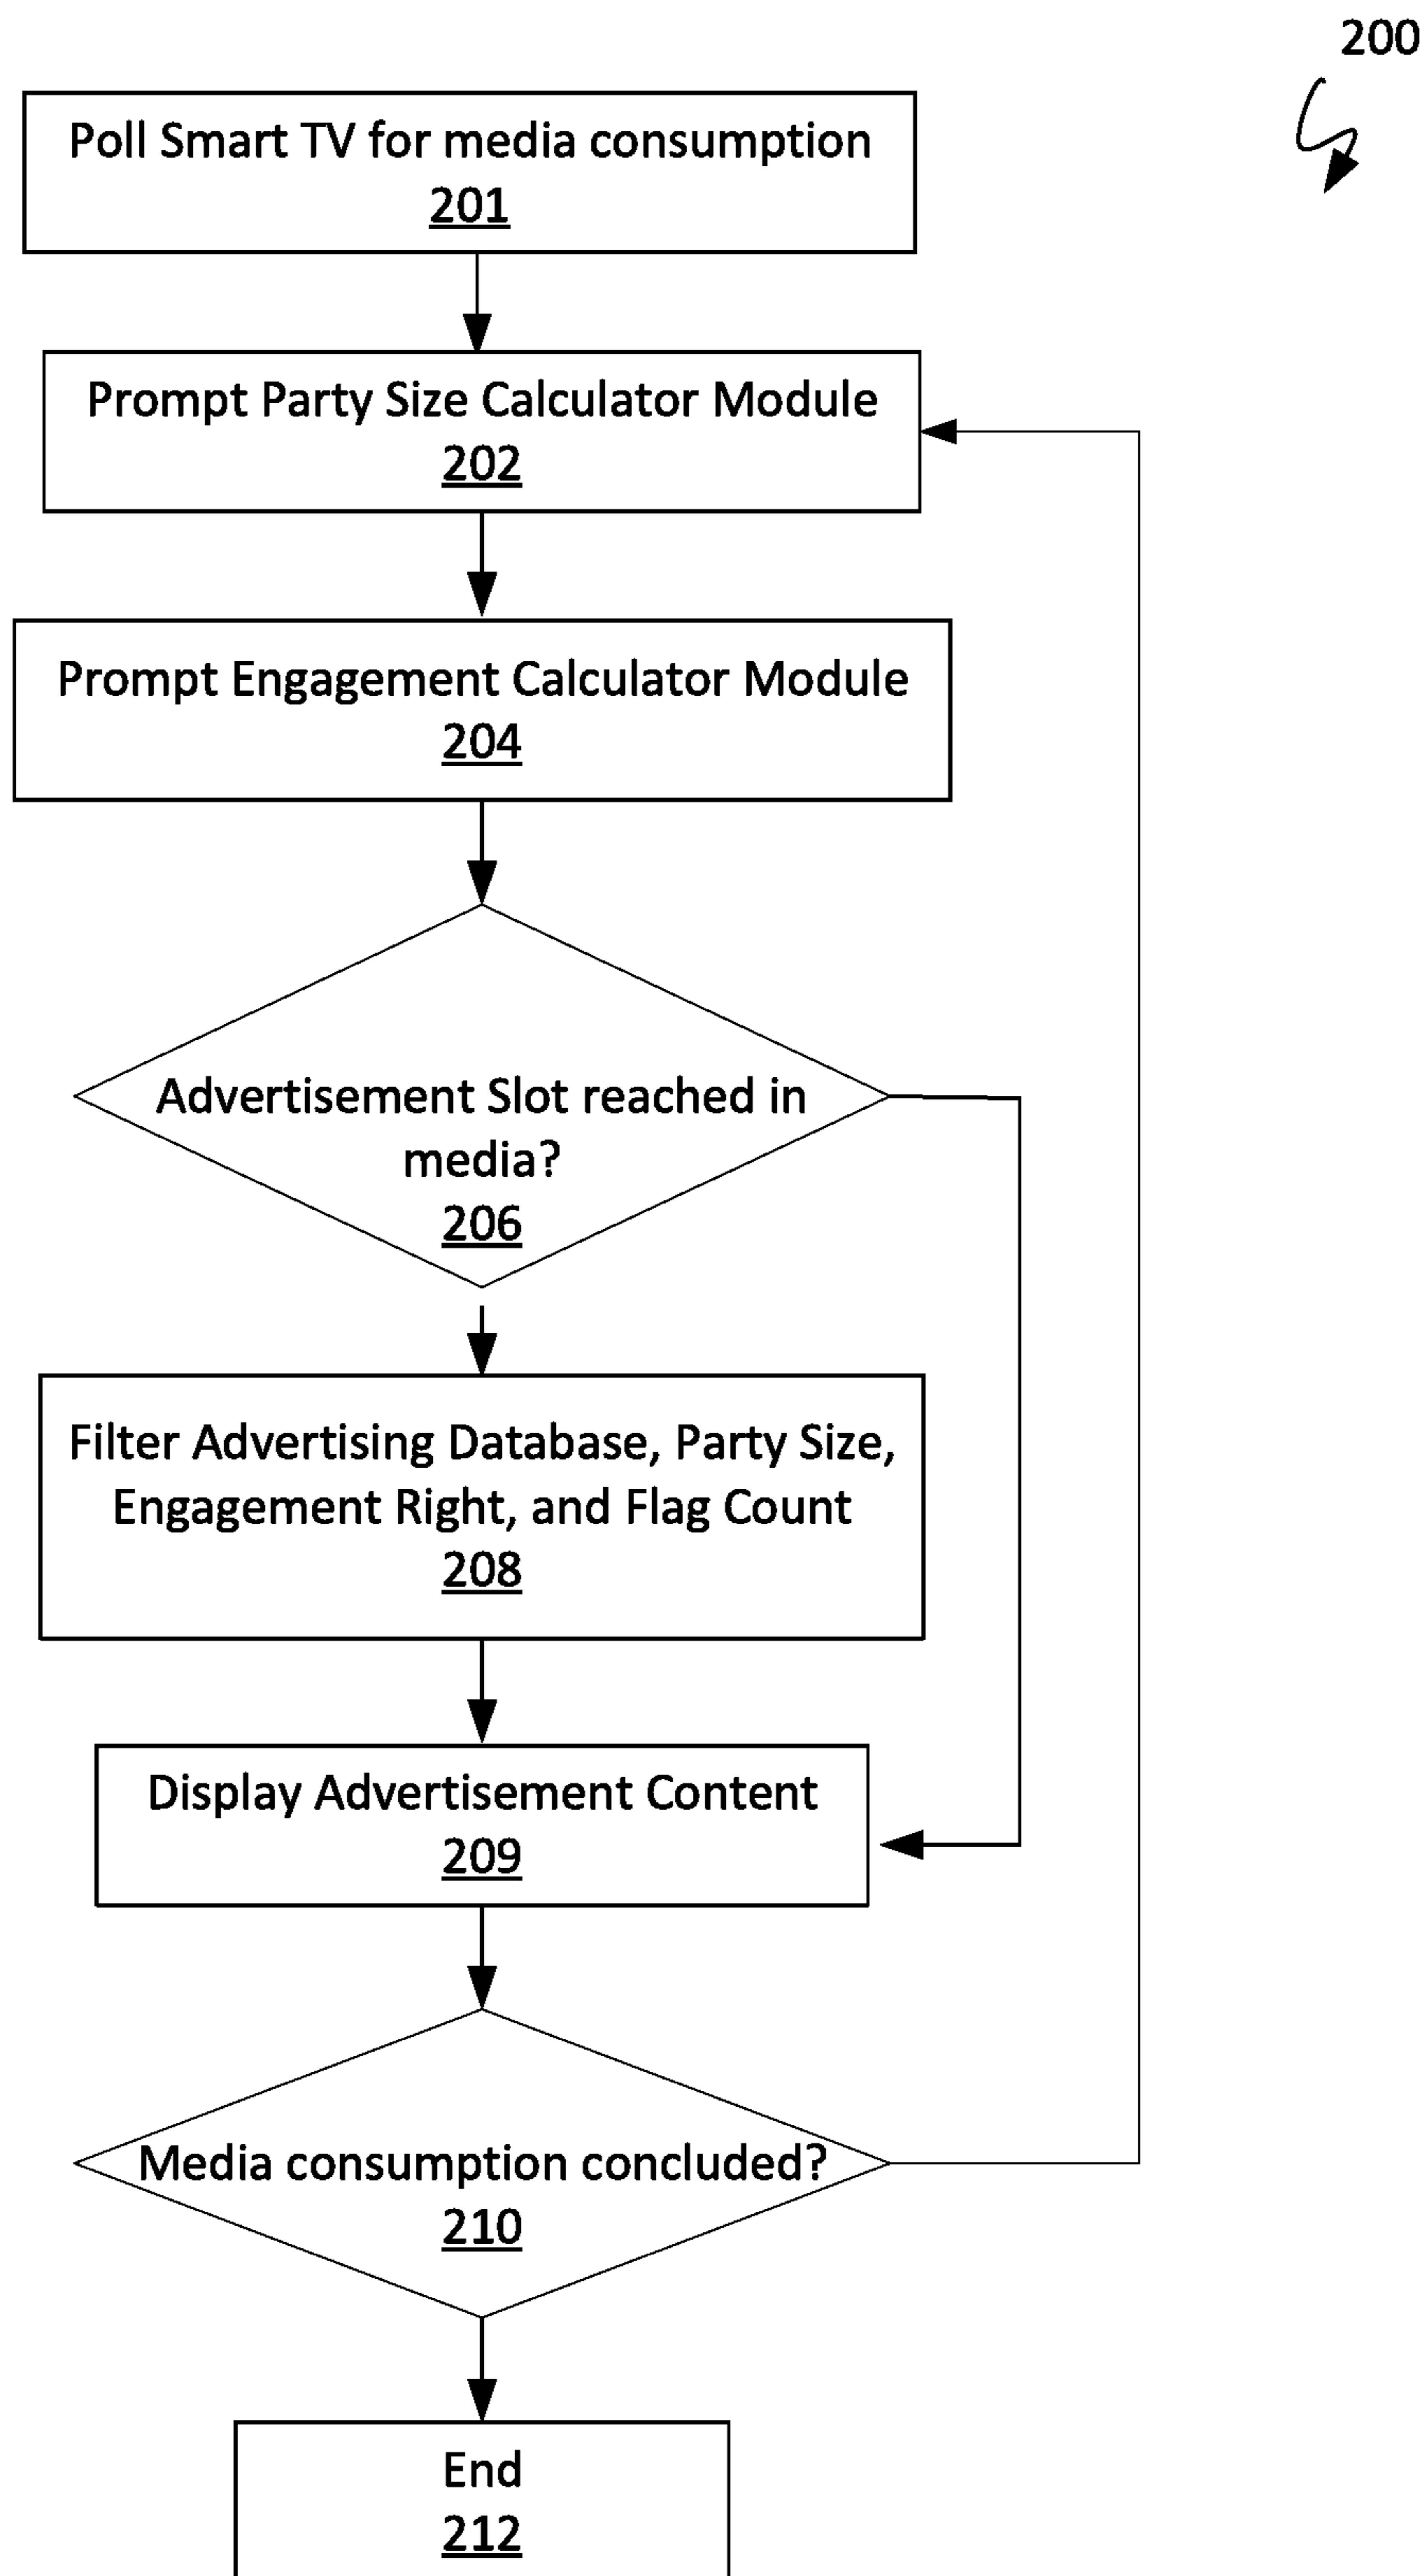 200
Poll Smart TV for media consumption
201
Prompt Party Size Calculator Module
202
Prompt Engagement Calculator Module
204
Advertisement Slot reached in
media?
206
Filter Advertising Database, Party Size,
Engagement Right, and Flag Count
208
Display Advertisement Content
209
Media consumption concluded?
210
End
212